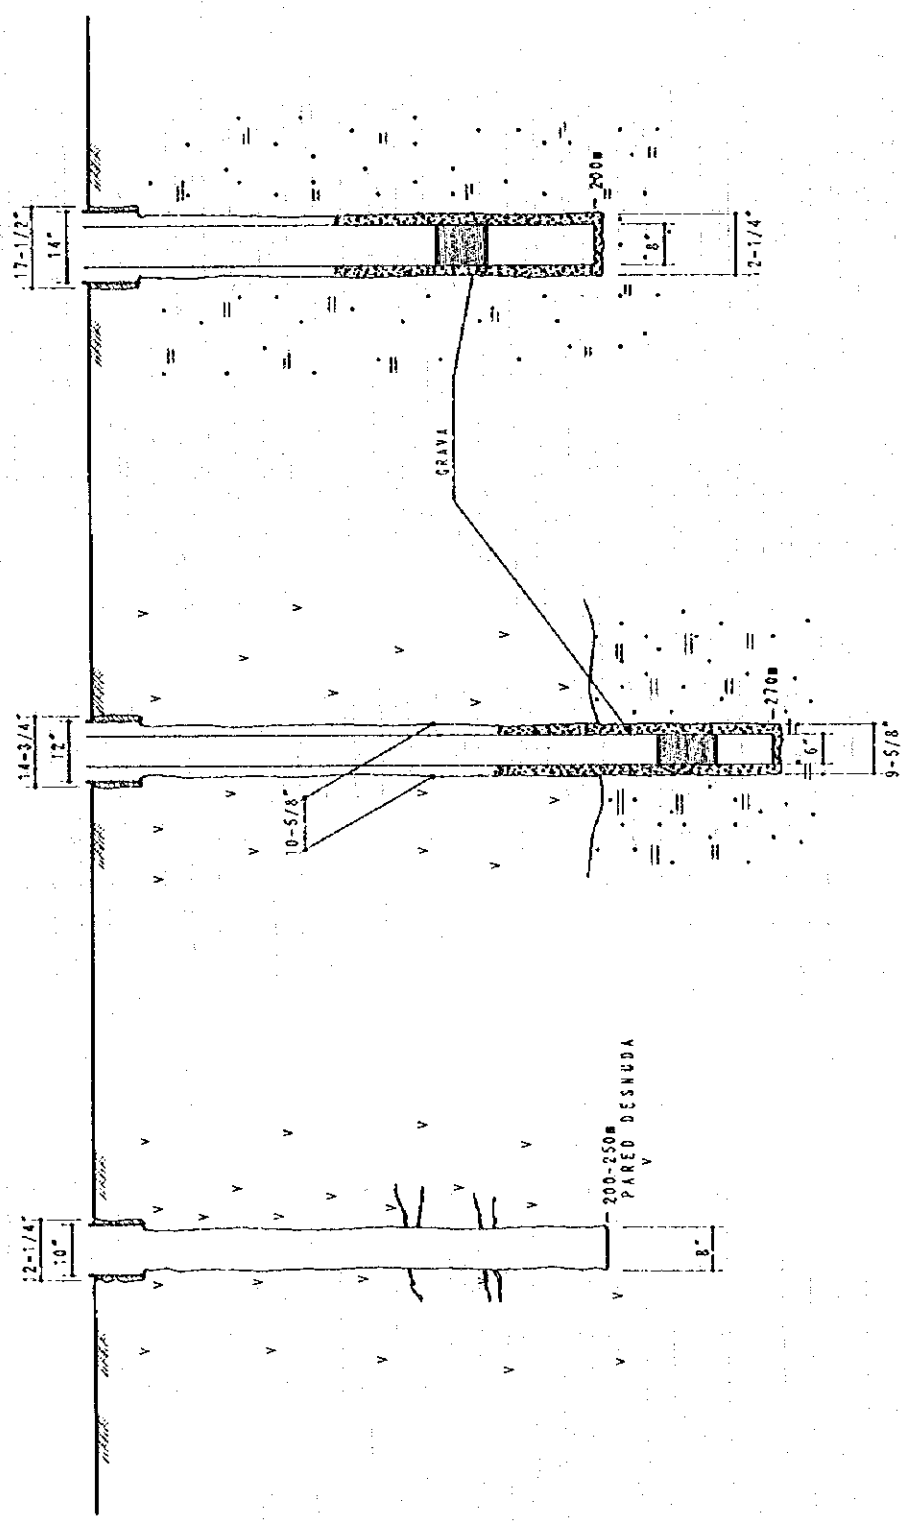 12-1/4"
10"
200-250m
PARED DESNUDA
8"
14-3/4"
12"
10-5/8"
270m
6"
9-5/8"
GRAVA
17-1/2"
14"
200m
8"
12-1/4"